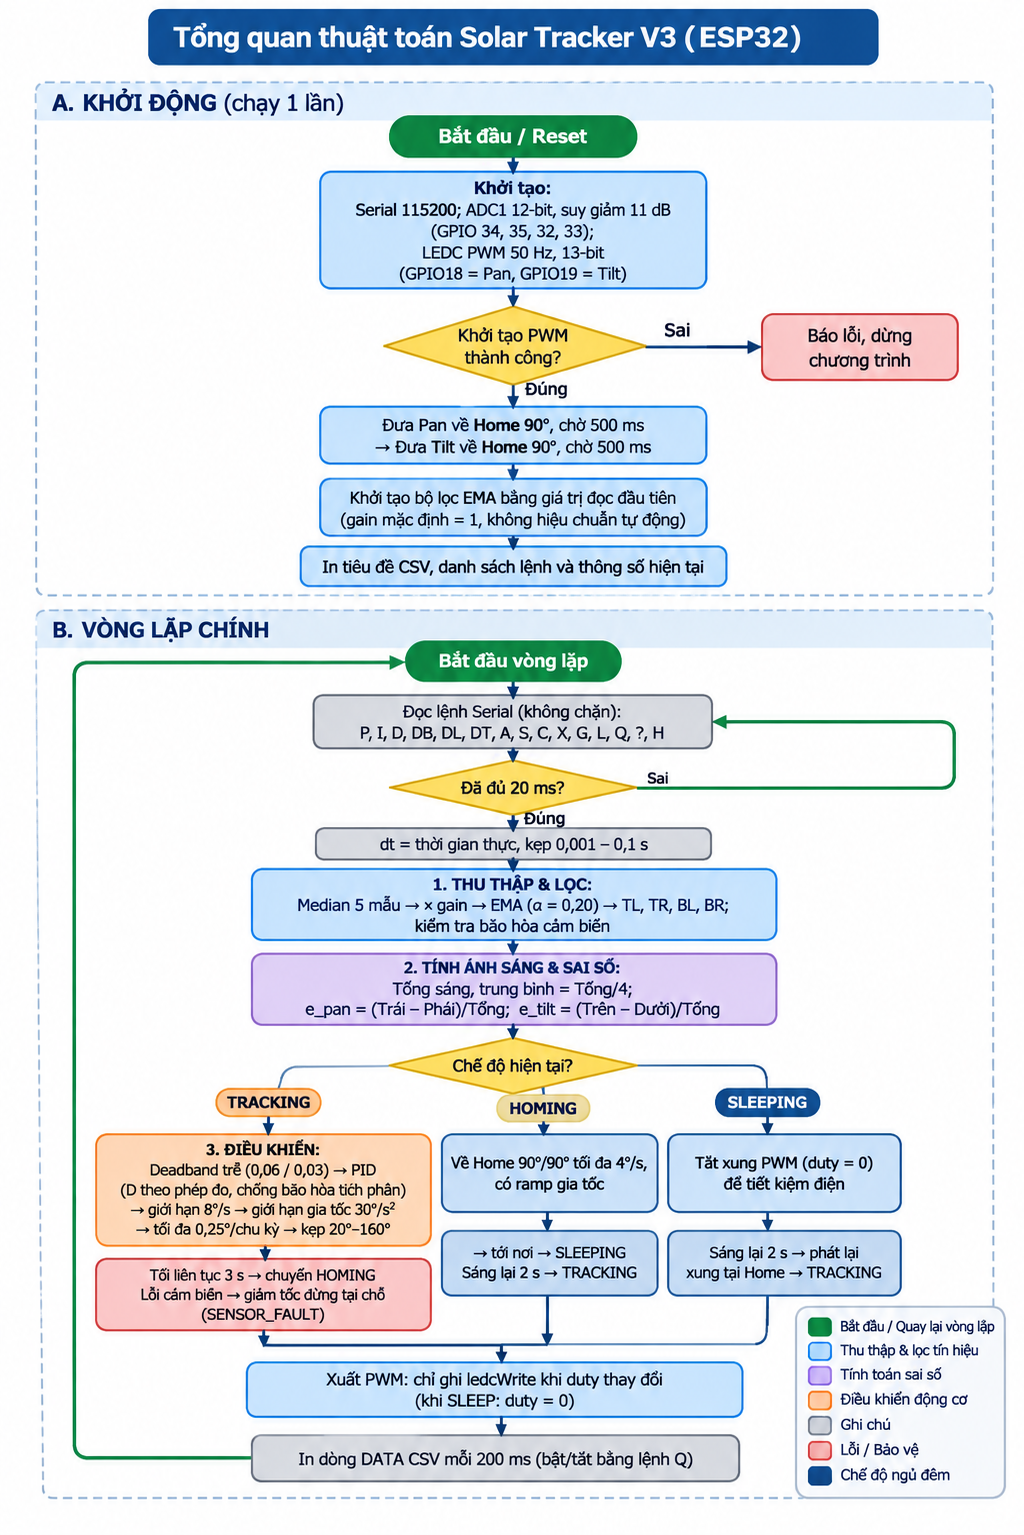 Tổng quan thuật toán Solar Tracker V3 (ESP32)
A. KHỞI ĐỘNG (chạy 1 lần)
Bắt đầu / Reset
Khởi tạo:
Serial 115200; ADC1 12-bit, suy giảm 11 dB
(GPIO 34, 35, 32, 33);
LEDC PWM 50 Hz, 13-bit
(GPIO18 = Pan, GPIO19 = Tilt)
Khởi tạo PWM
thành công?
Sai
Báo lỗi, dừng
chương trình
Đúng
Đưa Pan về Home 90°, chờ 500 ms
→ Đưa Tilt về Home 90°, chờ 500 ms
Khởi tạo bộ lọc EMA bằng giá trị đọc đầu tiên
(gain mặc định = 1, không hiệu chuẩn tự động)
In tiêu đề CSV, danh sách lệnh và thông số hiện tại
B. VÒNG LẶP CHÍNH
Bắt đầu vòng lặp
Đọc lệnh Serial (không chặn):
P, I, D, DB, DL, DT, A, S, C, X, G, L, Q, ?, H
Đã đủ 20 ms?
Sai
Đúng
dt = thời gian thực, kẹp 0,001 – 0,1 s
1. THU THẬP & LỌC:
Median 5 mẫu → × gain → EMA (α = 0,20) → TL, TR, BL, BR;
kiểm tra bão hòa cảm biến
2. TÍNH ÁNH SÁNG & SAI SỐ:
Tổng sáng, trung bình = Tổng/4;
e_pan = (Trái – Phải)/Tổng; e_tilt = (Trên – Dưới)/Tổng
Chế độ hiện tại?
TRACKING
HOMING
SLEEPING
3. ĐIỀU KHIỂN:
Deadband trễ (0,06 / 0,03) → PID
(D theo phép đo, chống bão hòa tích phân)
→ giới hạn 8°/s → giới hạn gia tốc 30°/s²
→ tối đa 0,25°/chu kỳ → kẹp 20°–160°
Về Home 90°/90° tối đa 4°/s,
có ramp gia tốc
Tắt xung PWM (duty = 0)
để tiết kiệm điện
Tối liên tục 3 s → chuyển HOMING
Lỗi cảm biến → giảm tốc dừng tại chỗ
(SENSOR_FAULT)
→ tới nơi → SLEEPING
Sáng lại 2 s → TRACKING
Sáng lại 2 s → phát lại
xung tại Home → TRACKING
Xuất PWM: chỉ ghi ledcWrite khi duty thay đổi
(khi SLEEP: duty = 0)
In dòng DATA CSV mỗi 200 ms (bật/tắt bằng lệnh Q)
Bắt đầu / Quay lại vòng lặp
Thu thập & lọc tín hiệu
Tính toán sai số
Điều khiển động cơ
Ghi chú
Lỗi / Bảo vệ
Chế độ ngủ đêm